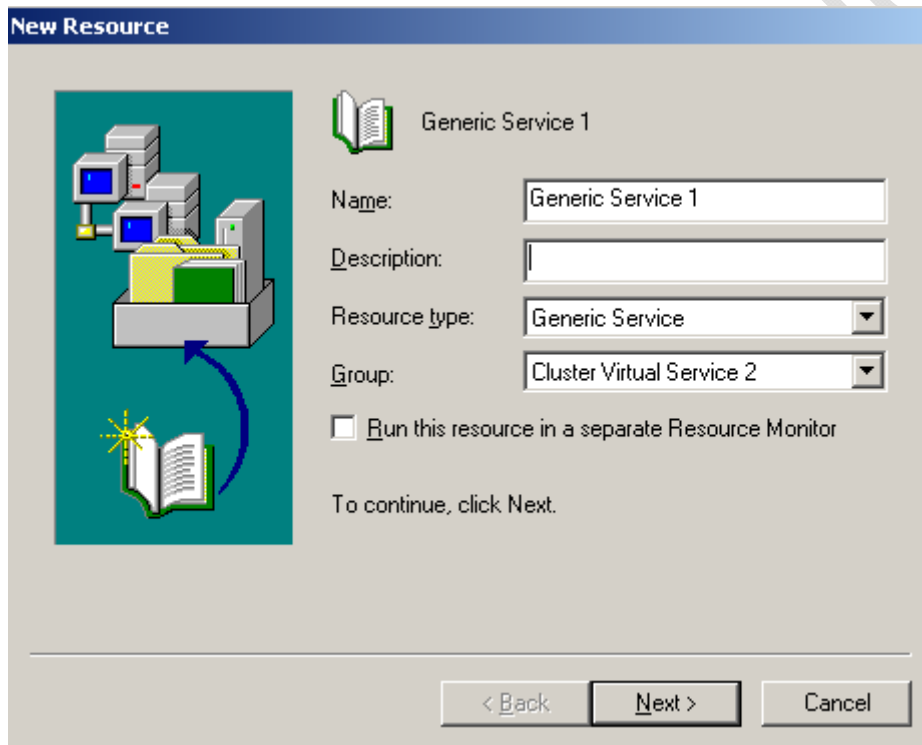 New Resource
Generic Service 1
Name: Generic Service 1
Description:
Resource type: Generic Service
Group: Cluster Virtual Service 2
Run this resource in a separate Resource Monitor
To continue, click Next.
< Back Next > Cancel